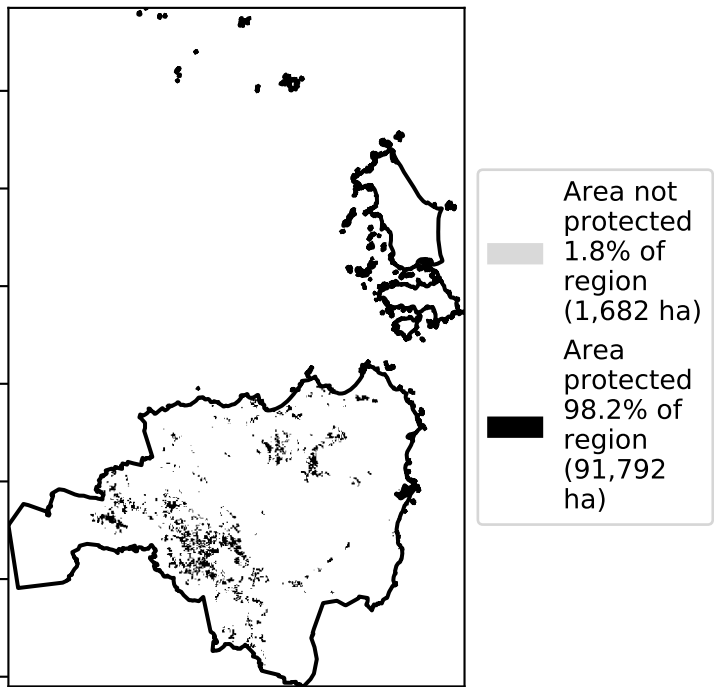 Area not
protected
1.8% of
region
(1,682 ha)
Area
protected
98.2% of
region
(91,792
ha)